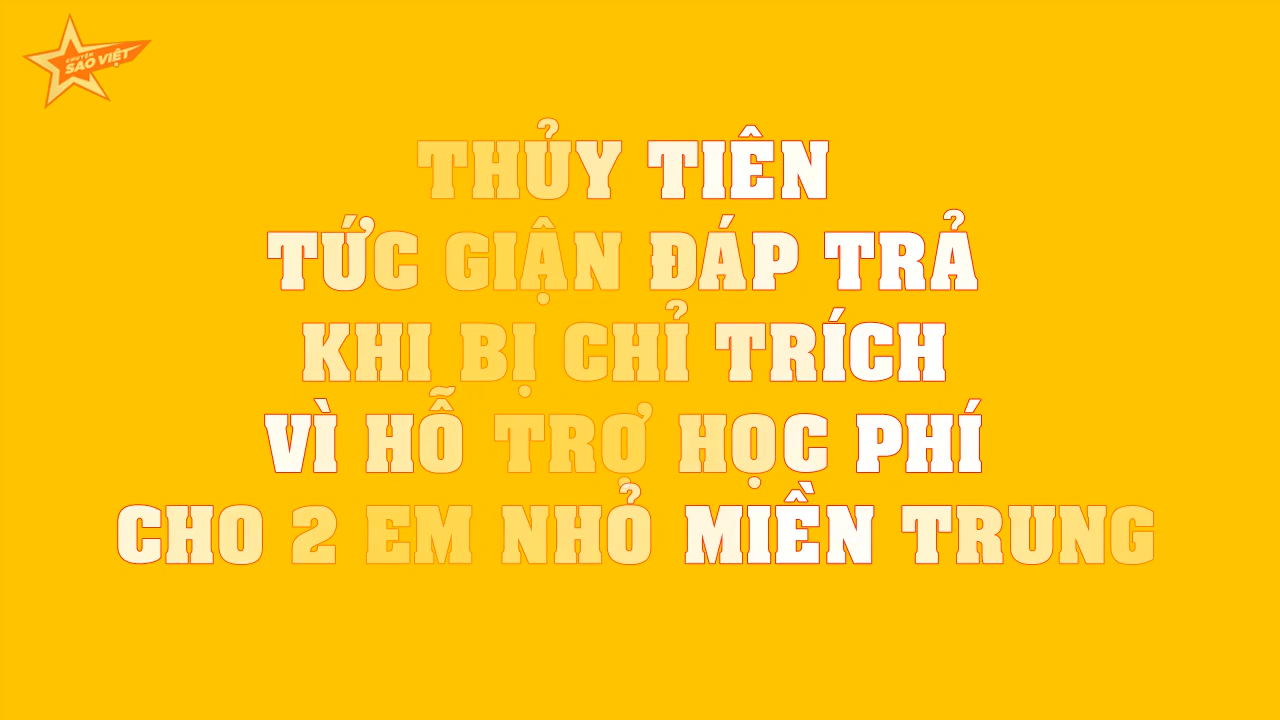 CHUYỆN
SAO VIỆT
THỦY TIÊN
TỨC GIẬN ĐÁP TRẢ
KHI BỊ CHỈ TRÍCH
VÌ HỖ TRỢ HỌC PHÍ
CHO 2 EM NHỎ MIỀN TRUNG